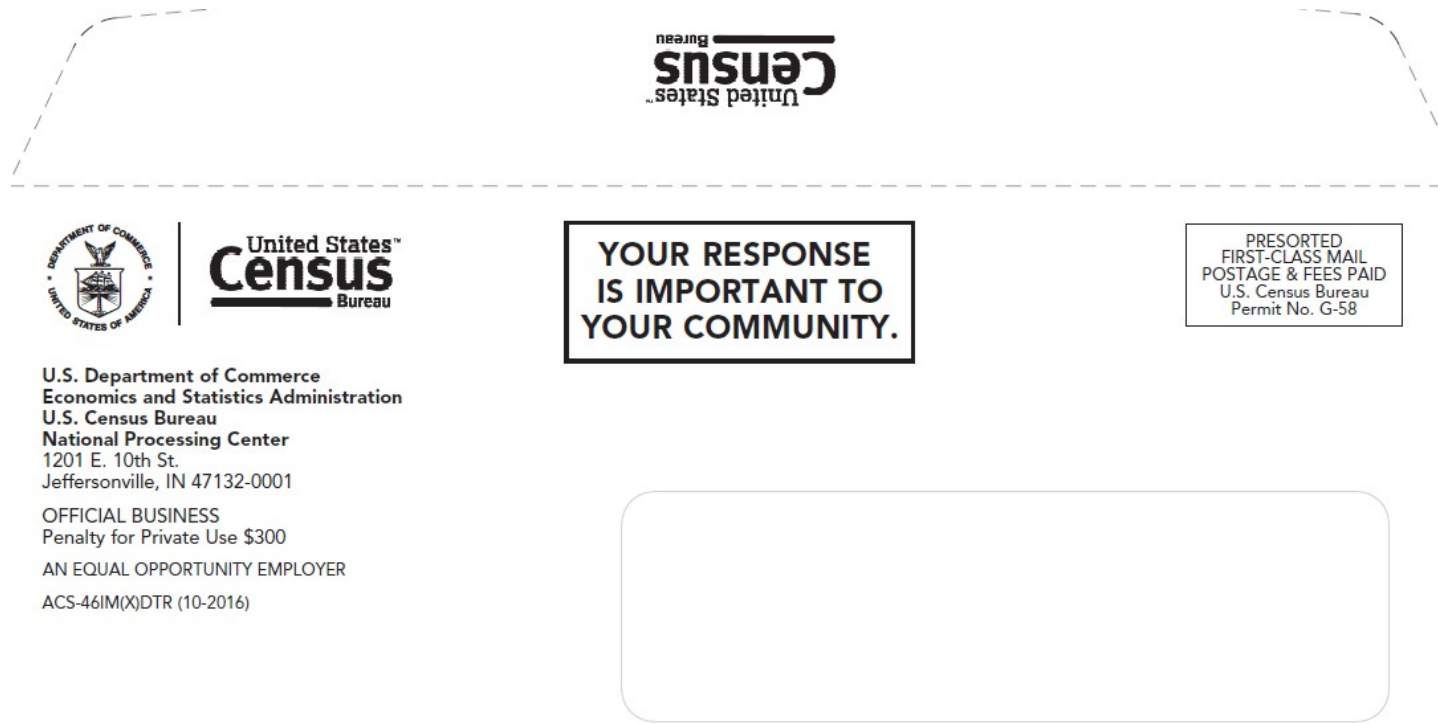 United States™
Census
Bureau
DEPARTMENT OF COMMERCE
UNITED STATES OF AMERICA
United States™
Census
Bureau
YOUR RESPONSE
IS IMPORTANT TO
YOUR COMMUNITY.
PRESORTED
FIRST-CLASS MAIL
POSTAGE & FEES PAID
U.S. Census Bureau
Permit No. G-58
U.S. Department of Commerce
Economics and Statistics Administration
U.S. Census Bureau
National Processing Center
1201 E. 10th St.
Jeffersonville, IN 47132-0001
OFFICIAL BUSINESS
Penalty for Private Use $300
AN EQUAL OPPORTUNITY EMPLOYER
ACS-46IM(X)DTR (10-2016)